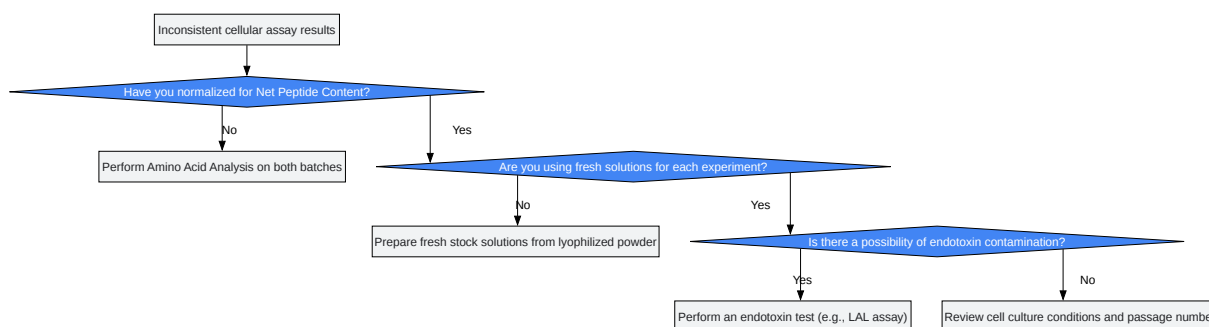 Inconsistent cellular assay results
Have you normalized for Net Peptide Content?
No
Yes
Perform Amino Acid Analysis on both batches
Are you using fresh solutions for each experiment?
No
Yes
Prepare fresh stock solutions from lyophilized powder
Is there a possibility of endotoxin contamination?
Yes
No
Perform an endotoxin test (e.g., LAL assay)
Review cell culture conditions and passage numbe